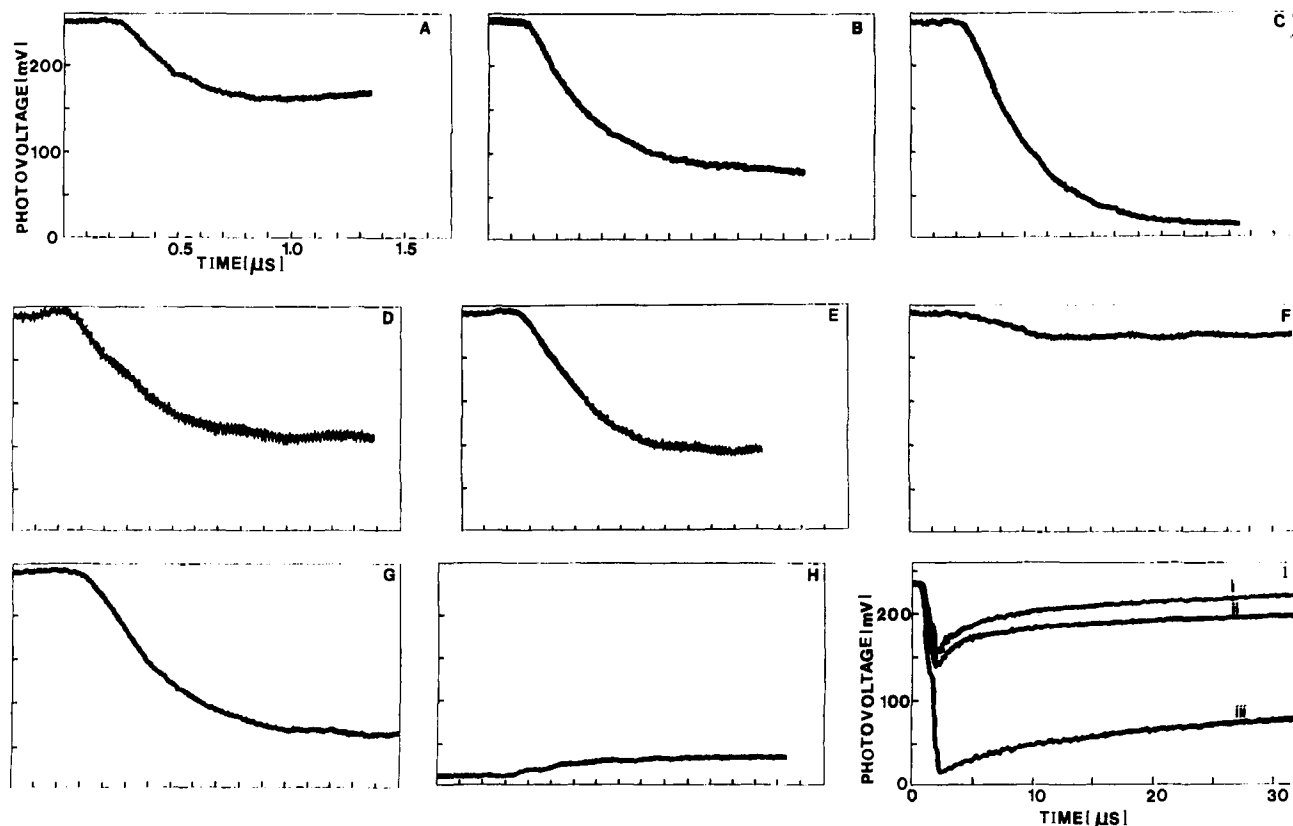 A
B
C
PHOTOVOLTAGE[mV]
200
100
0
0.5
1.0
1.5
TIME[μS]
D
E
F
G
H
I
PHOTOVOLTAGE[mV]
200
100
0
i
ii
iii
0
10
20
30
TIME[μS]